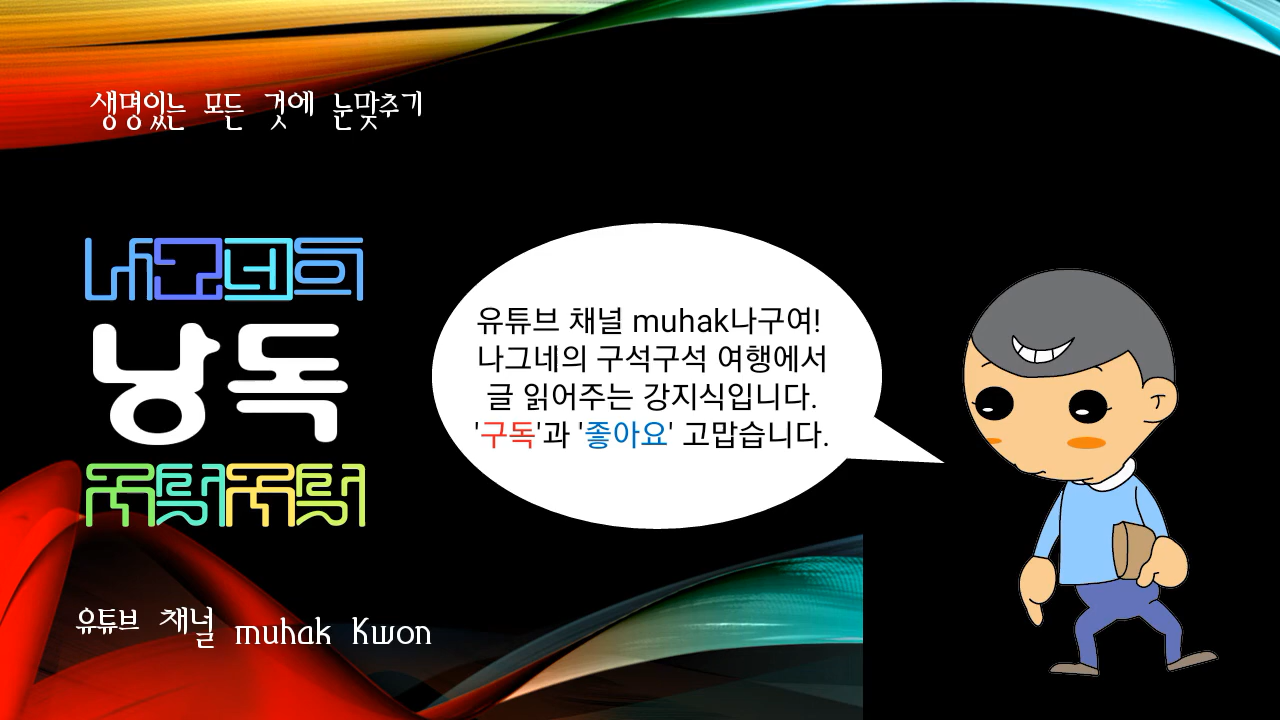 생명있는 모든 것에 눈맞추기
나그네의
낭독
구석구석
유튜브 채널 muhak나구여!
나그네의 구석구석 여행에서
글 읽어주는 강지식입니다.
'구독'과 '좋아요' 고맙습니다.
유튜브 채널 muhak Kwon